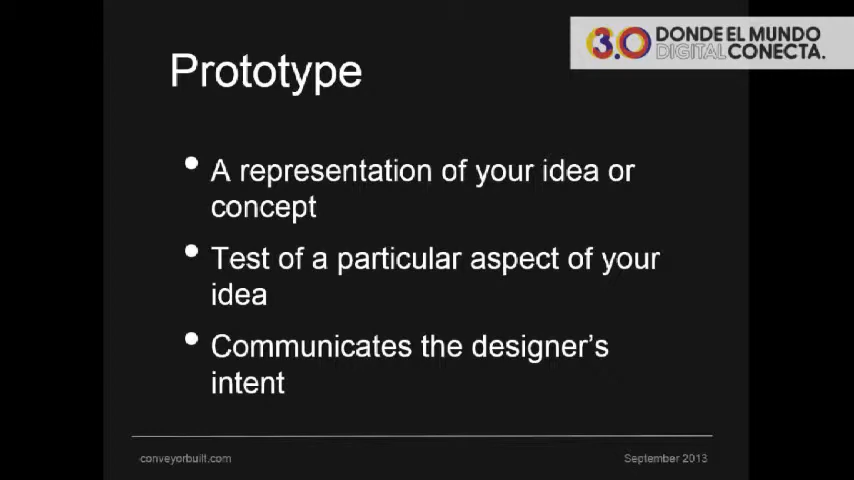 3.0 DONDE EL MUNDO
DIGITAL CONECTA.
Prototype
• A representation of your idea or
concept
• Test of a particular aspect of your
idea
• Communicates the designer's
intent
conveyorbuilt.com
September 2013